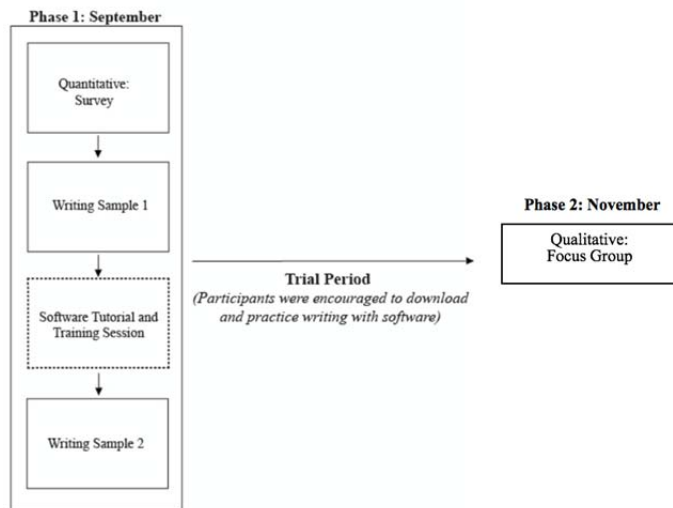 Phase 1: September
Quantitative:
Survey
Writing Sample 1
Software Tutorial and
Training Session
Writing Sample 2
Trial Period
(Participants were encouraged to download
and practice writing with software)
Phase 2: November
Qualitative:
Focus Group